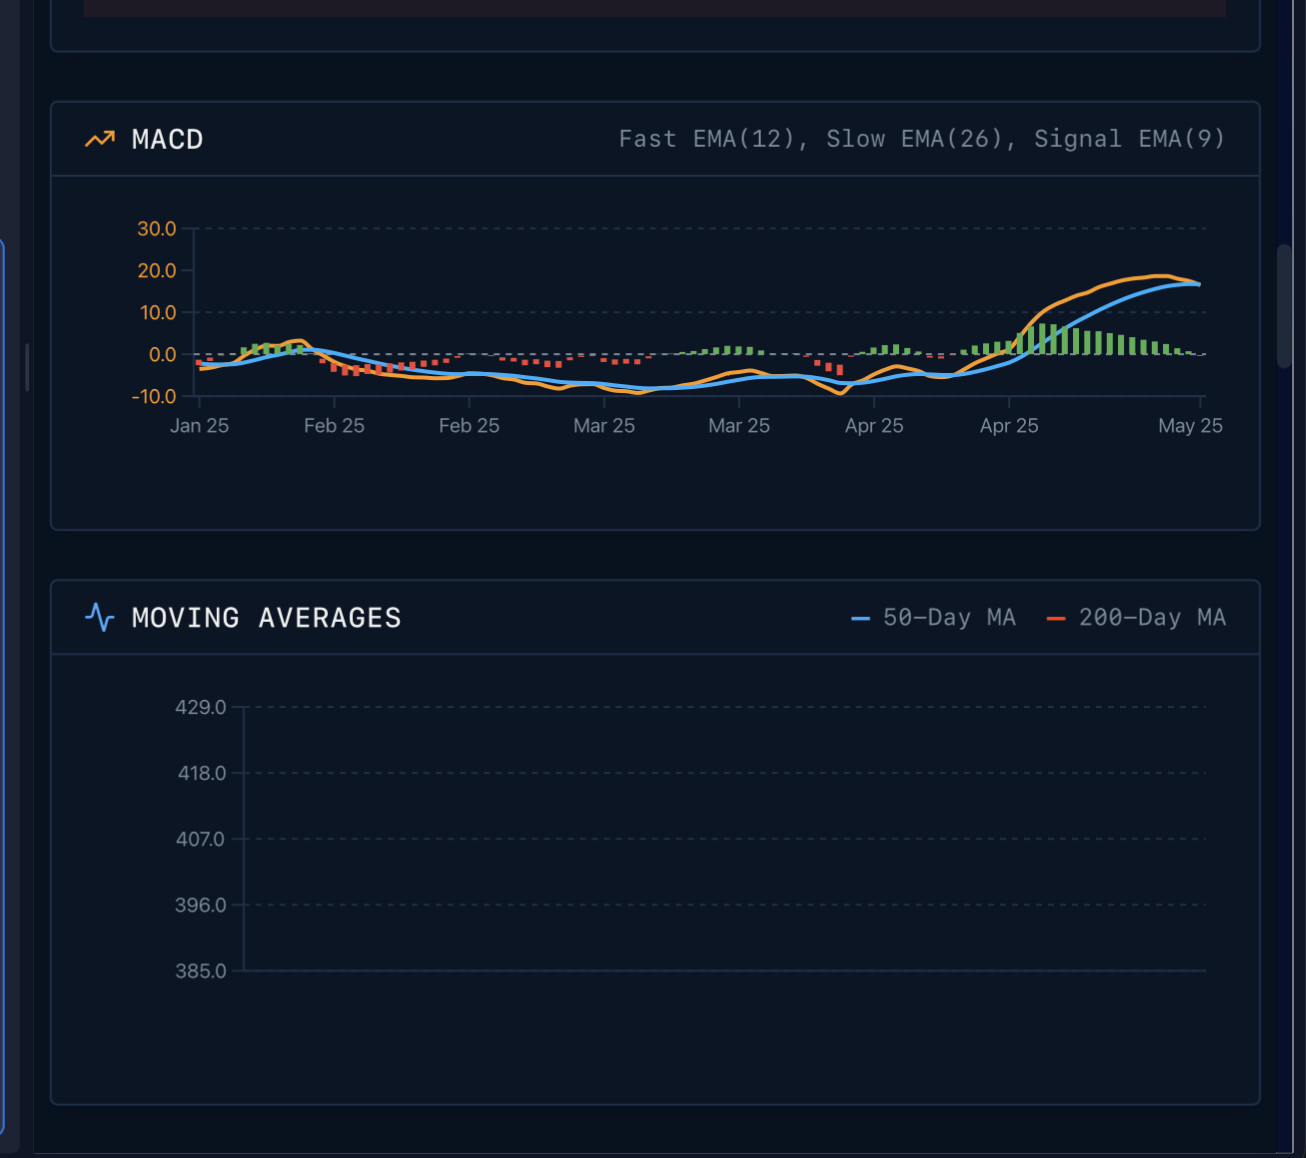 MACD
Fast EMA(12), Slow EMA(26), Signal EMA(9)
30.0
20.0
10.0
0.0
-10.0
Jan 25 Feb 25 Feb 25 Mar 25 Mar 25 Apr 25 Apr 25 May 25
MOVING AVERAGES
50-Day MA 200-Day MA
429.0
418.0
407.0
396.0
385.0